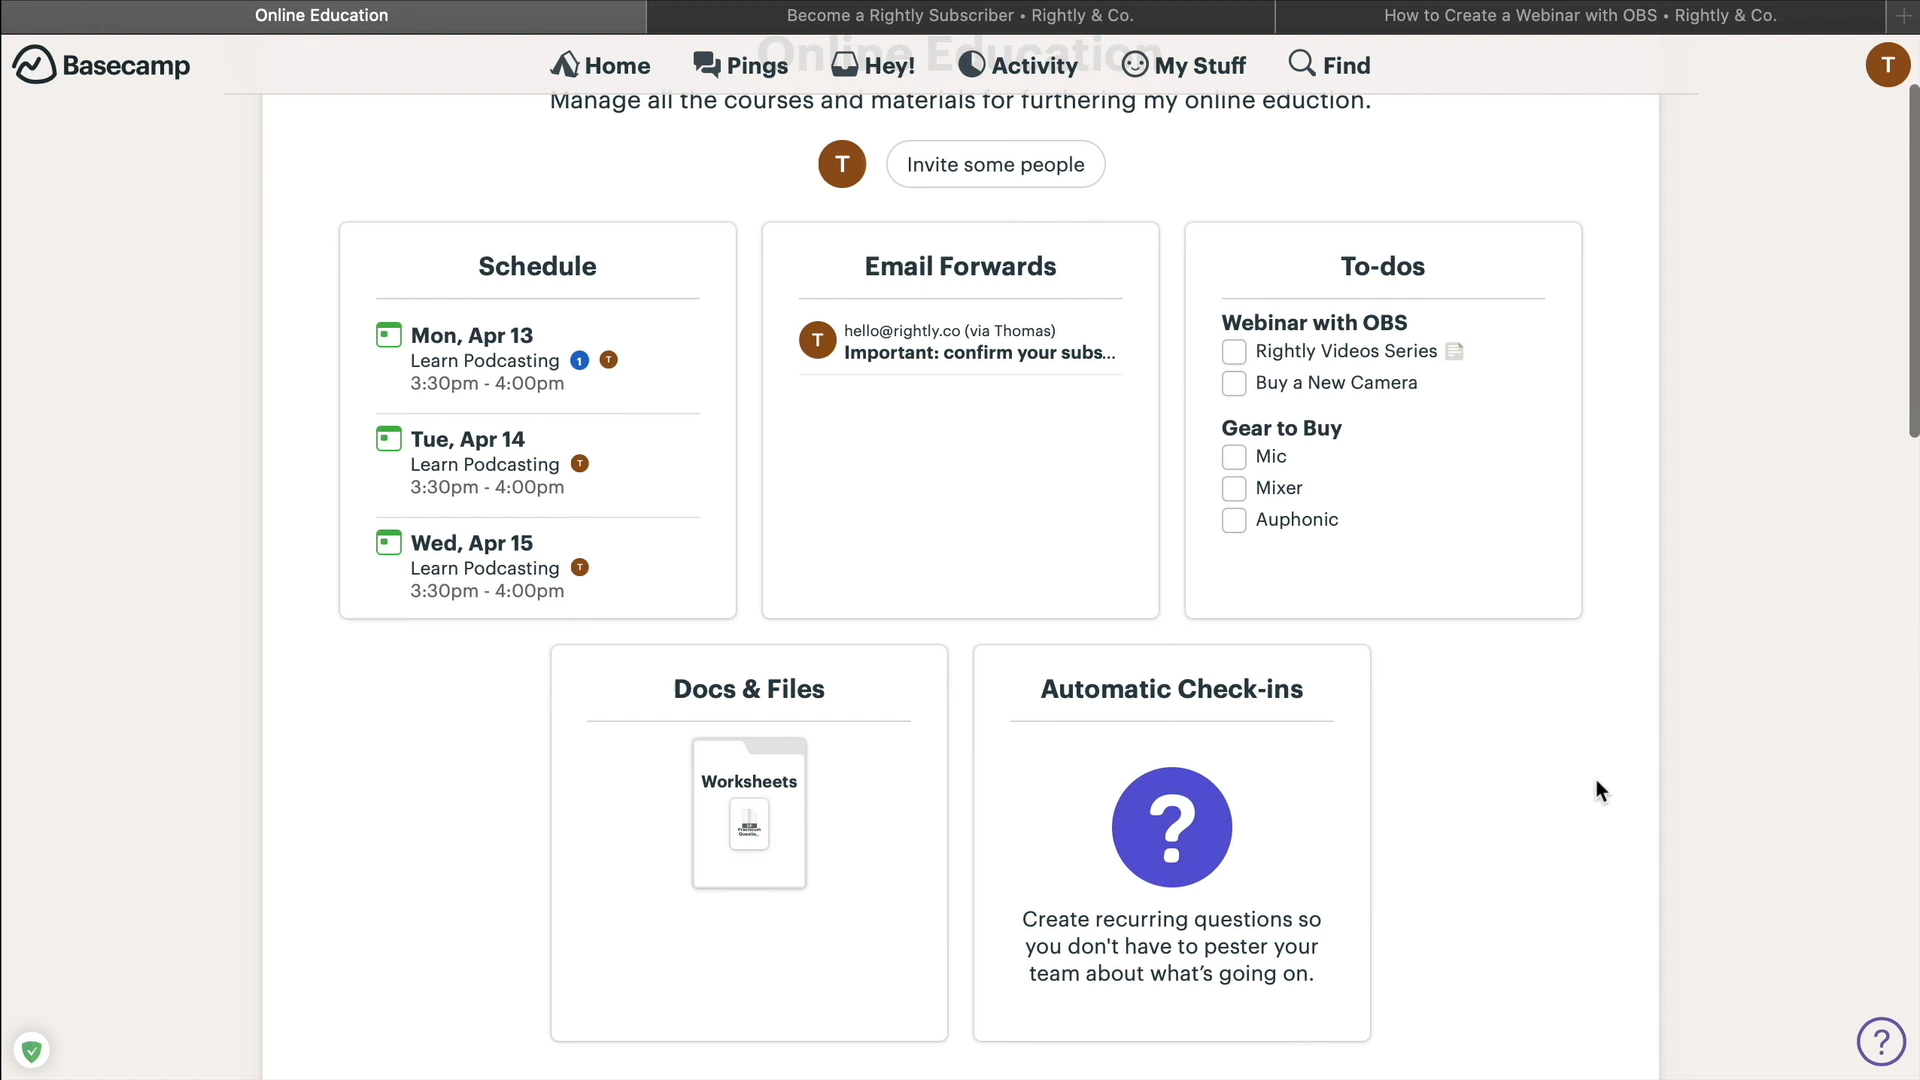 Online Education
Become a Rightly Subscriber • Rightly & Co.
How to Create a Webinar with OBS • Rightly & Co.
Basecamp
Online Education
Home
Pings
Hey!
Activity
My Stuff
Find
T
Manage all the courses and materials for furthering my online eduction.
T
Invite some people
Schedule
Mon, Apr 13
Learn Podcasting 1 T
3:30pm - 4:00pm
Tue, Apr 14
Learn Podcasting T
3:30pm - 4:00pm
Wed, Apr 15
Learn Podcasting T
3:30pm - 4:00pm
Email Forwards
T
hello@rightly.co (via Thomas)
Important: confirm your subs...
To-dos
Webinar with OBS
Rightly Videos Series
Buy a New Camera
Gear to Buy
Mic
Mixer
Auphonic
Docs & Files
Worksheets
Automatic Check-ins
?
Create recurring questions so
you don't have to pester your
team about what's going on.
?